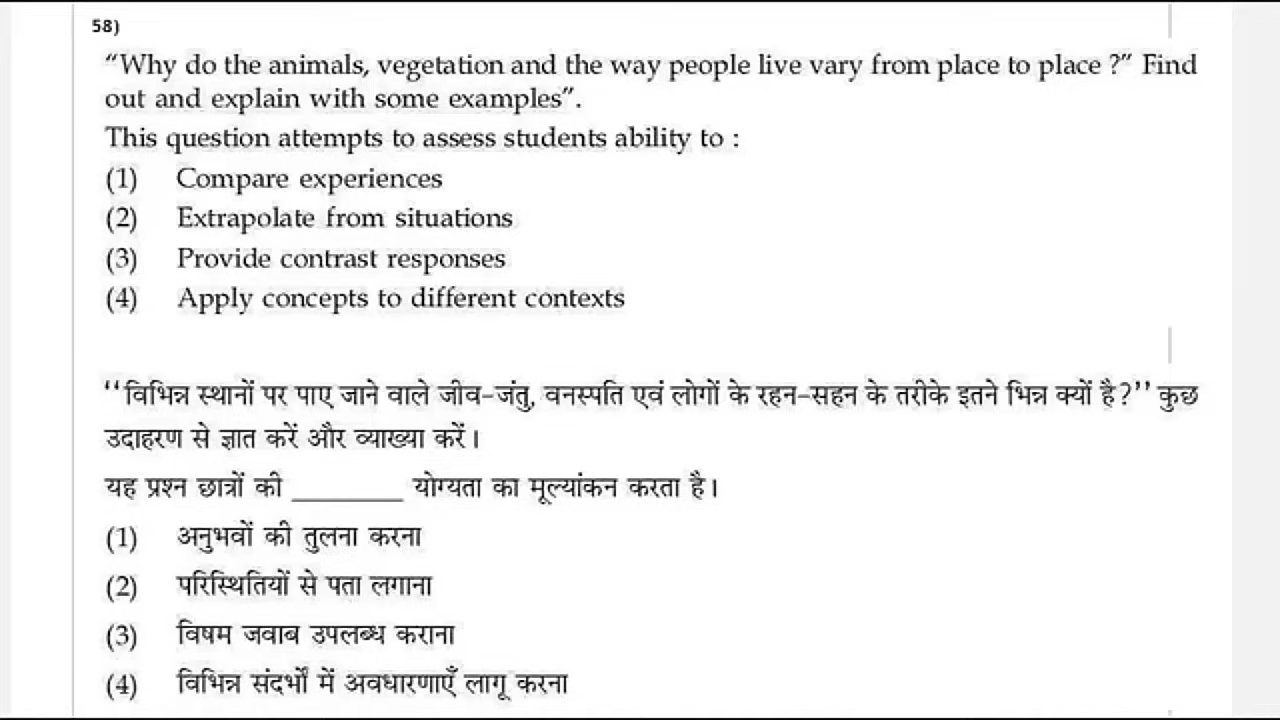 58)
“Why do the animals, vegetation and the way people live vary from place to place ?” Find
out and explain with some examples”.
This question attempts to assess students ability to :
(1) Compare experiences
(2) Extrapolate from situations
(3) Provide contrast responses
(4) Apply concepts to different contexts
‘‘विभिन्न स्थानों पर पाए जाने वाले जीव-जंतु, वनस्पति एवं लोगों के रहन-सहन के तरीके इतने भिन्न क्यों है?’’ कुछ
उदाहरण से ज्ञात करें और व्याख्या करें।
यह प्रश्न छात्रों की ________ योग्यता का मूल्यांकन करता है।
(1) अनुभवों की तुलना करना
(2) परिस्थितियों से पता लगाना
(3) विषम जवाब उपलब्ध कराना
(4) विभिन्न संदर्भों में अवधारणाएँ लागू करना